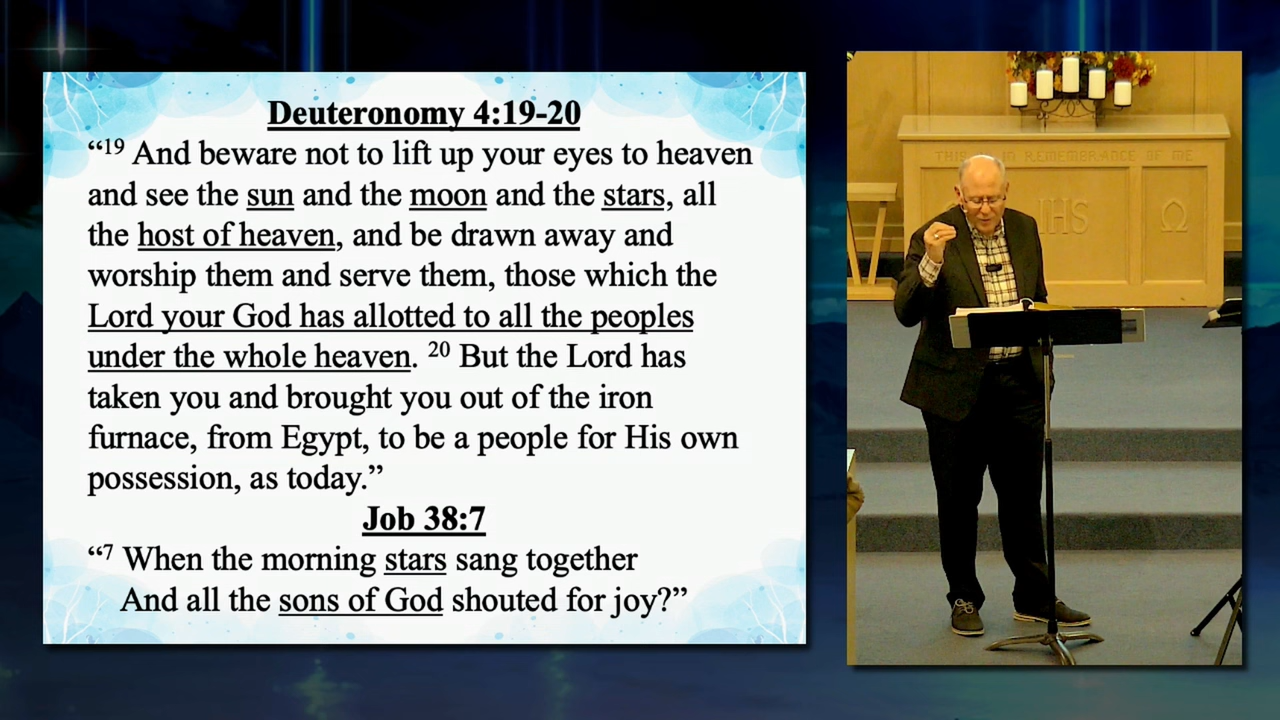 Deuteronomy 4:19-20
“19 And beware not to lift up your eyes to heaven
and see the sun and the moon and the stars, all
the host of heaven, and be drawn away and
worship them and serve them, those which the
Lord your God has allotted to all the peoples
under the whole heaven. 20 But the Lord has
taken you and brought you out of the iron
furnace, from Egypt, to be a people for His own
possession, as today.”
Job 38:7
“7 When the morning stars sang together
And all the sons of God shouted for joy?”
IN REMEMBRANCE OF ME
IHS
Ω